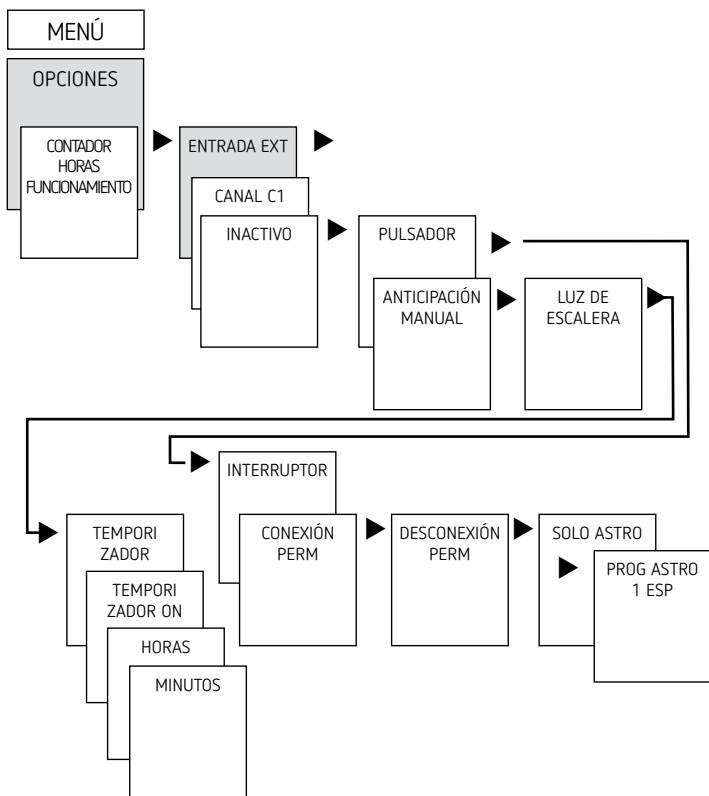 MENÚ
OPCIONES
CONTADOR
HORAS
FUNCIONAMIENTO
ENTRADA EXT
CANAL C1
INACTIVO
PULSADOR
ANTICIPACIÓN
MANUAL
LUZ DE
ESCALERA
INTERRUPTOR
TEMPORI
ZADOR
TEMPORI
ZADOR ON
HORAS
MINUTOS
CONEXIÓN
PERM
DESCONEXIÓN
PERM
SOLO ASTRO
PROG ASTRO
1 ESP